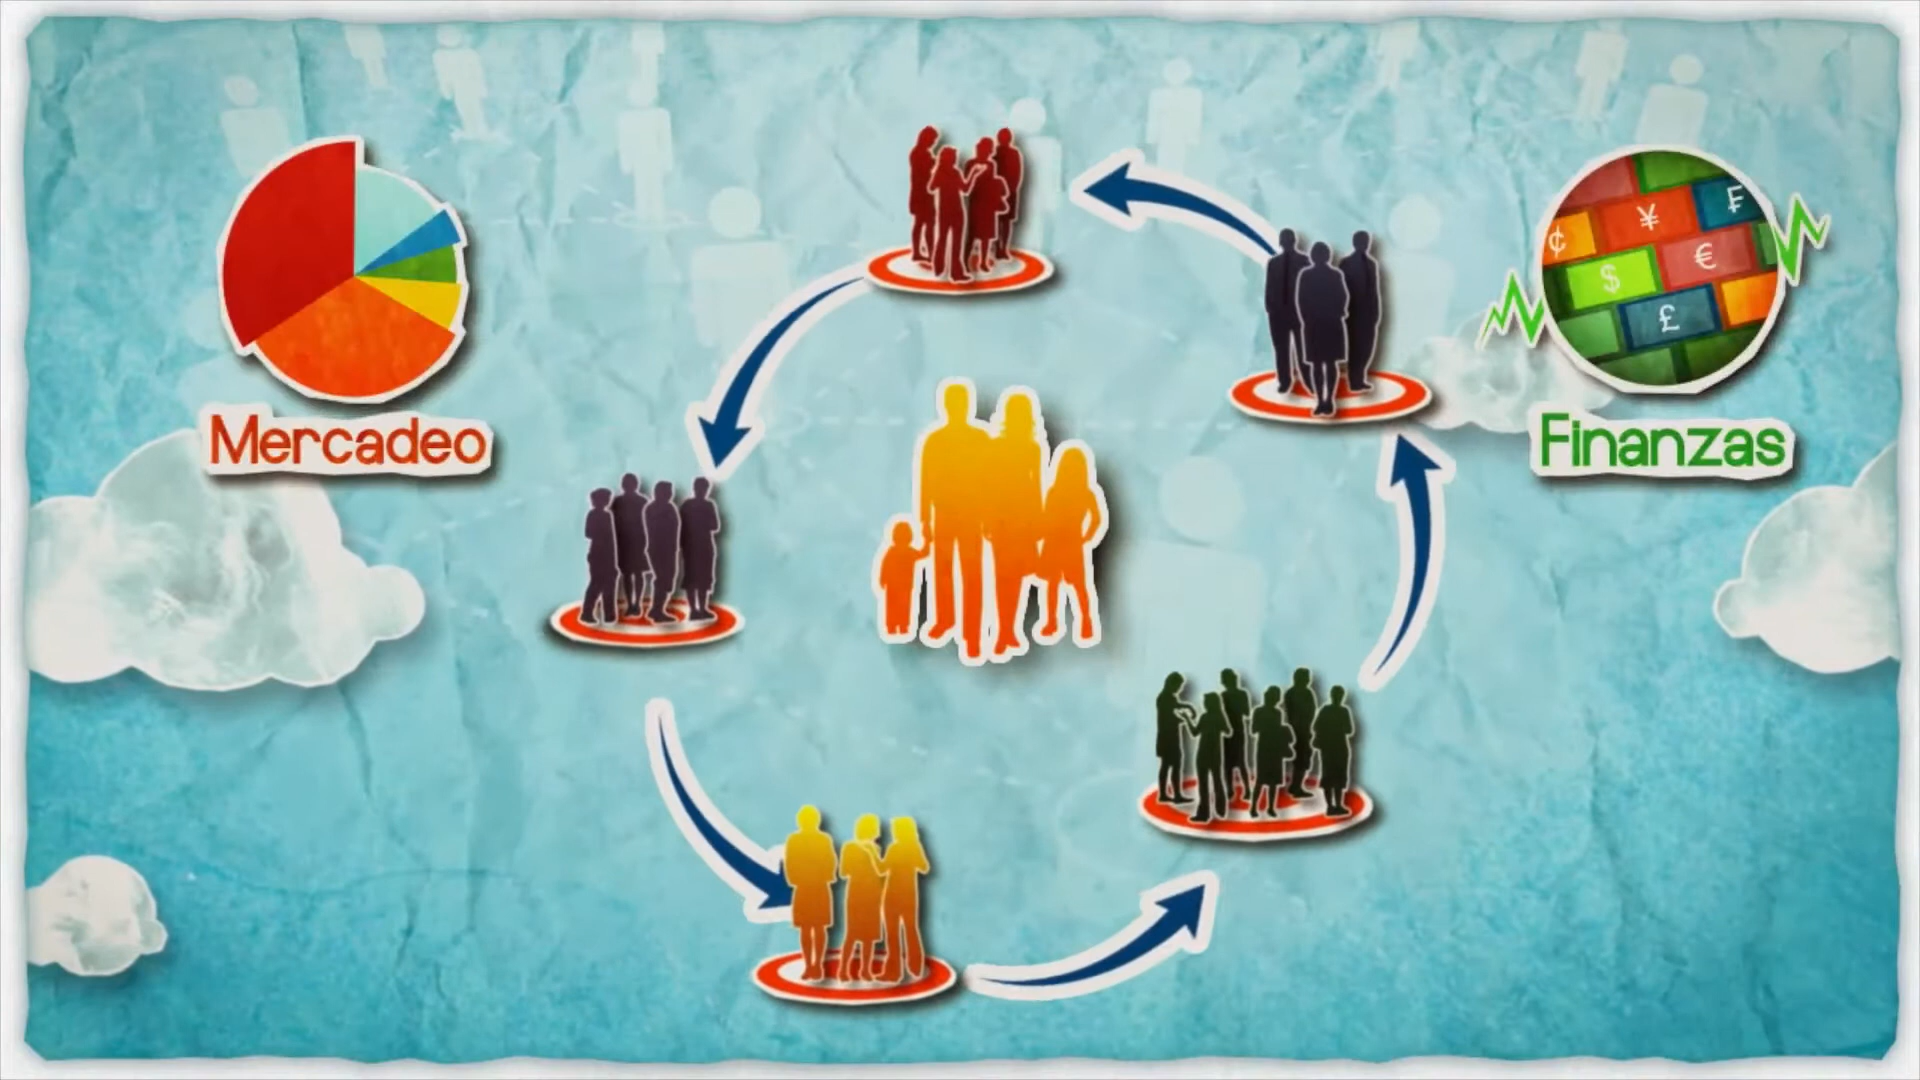 Mercadeo
Finanzas
¢ ¥ ₣
$ €
£